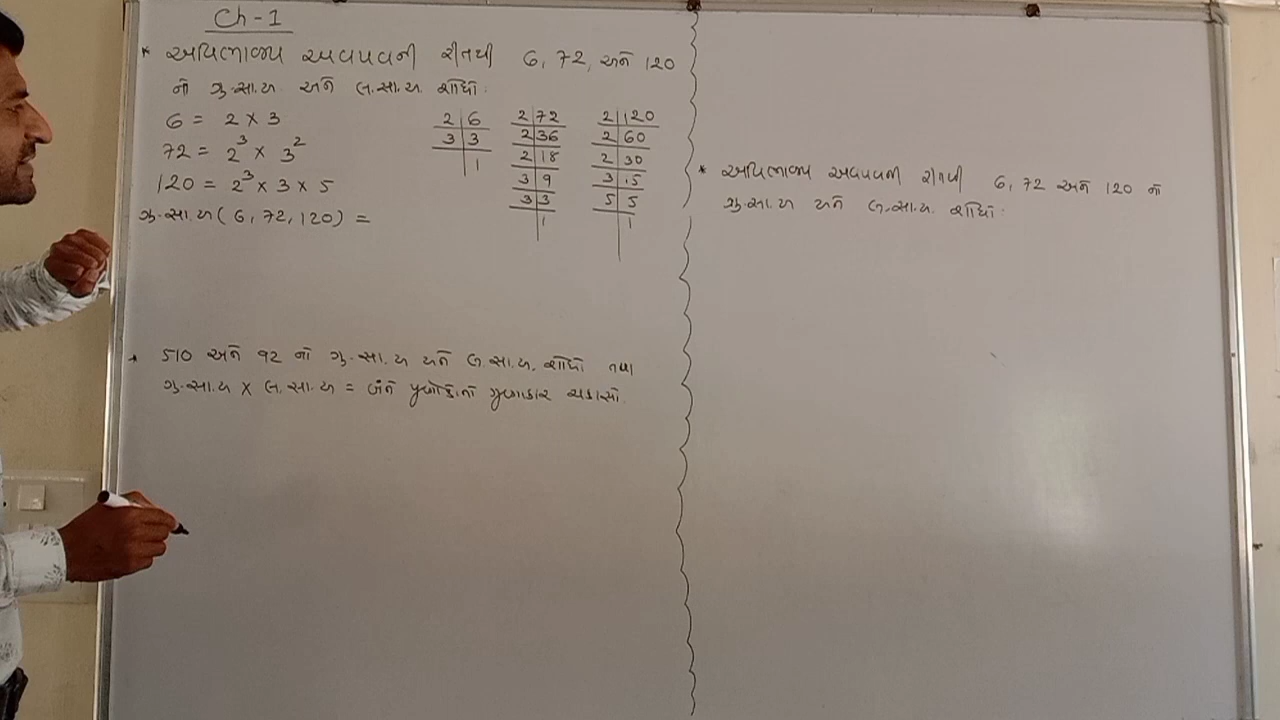 Ch - 1
* અવિભાજ્ય અવયવની રીતથી 6, 72, અને 120
નો ગુ.સા.અ. અને લ.સા.અ. શોધો.
6 = 2 × 3
72 = 2³ × 3²
120 = 2³ × 3 × 5
ગુ.સા.અ (6, 72, 120) =
2 6
3 3
1
2 72
2 36
2 18
3 9
3 3
1
2 120
2 60
2 30
3 15
5 5
1
* 510 અને 92 નો ગુ.સા.અ અને લ.સા.અ. શોધો તથા
ગુ.સા.અ × લ.સા.અ = બંને પૂર્ણાંકોનો ગુણાકાર ચકાસો.
* અવિભાજ્ય અવયવની રીતથી 6, 72 અને 120 નો
ગુ.સા.અ અને લ.સા.અ. શોધો.